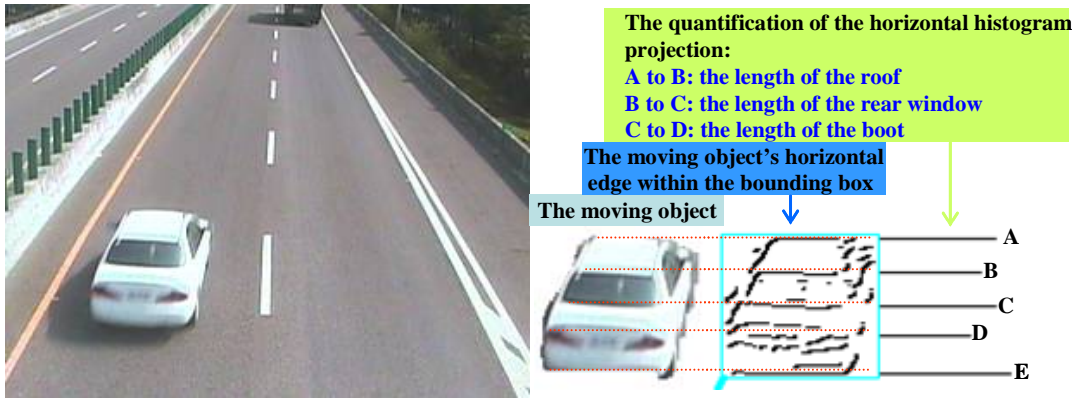 The quantification of the horizontal histogram
projection:
A to B: the length of the roof
B to C: the length of the rear window
C to D: the length of the boot
The moving object's horizontal
edge within the bounding box
The moving object
A
B
C
D
E